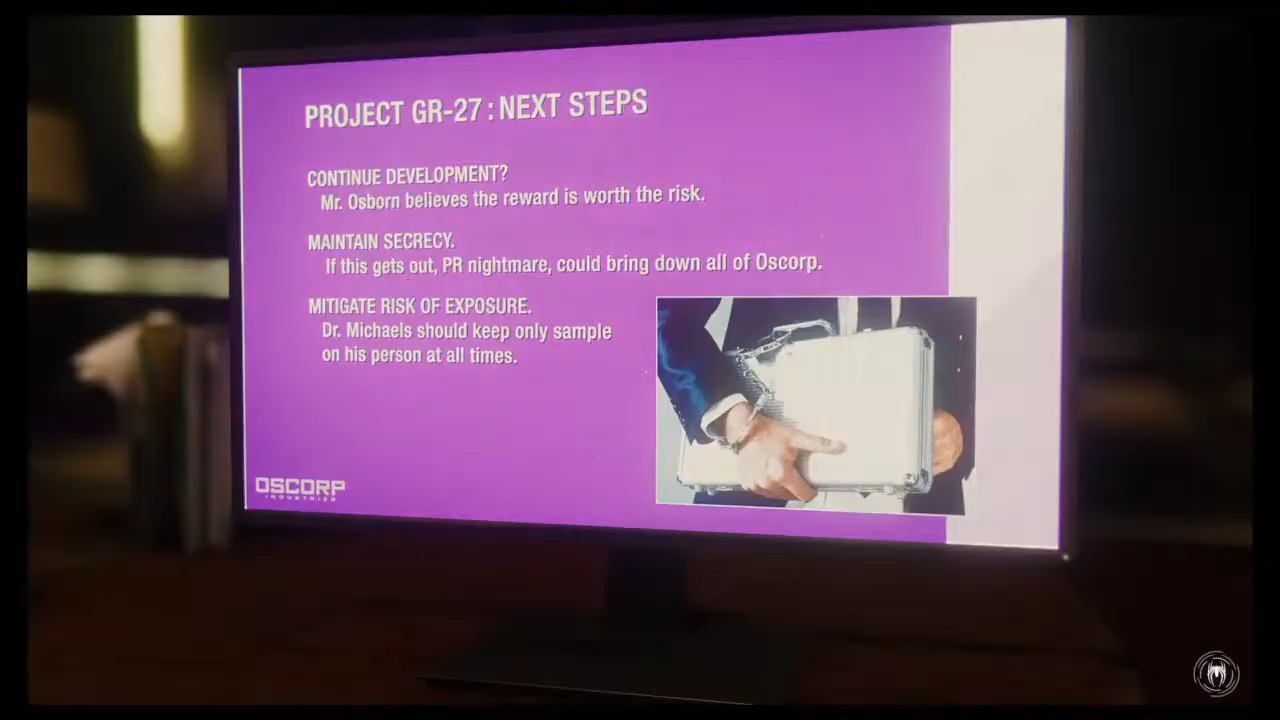 PROJECT GR-27 : NEXT STEPS
CONTINUE DEVELOPMENT?
Mr. Osborn believes the reward is worth the risk.
MAINTAIN SECRECY.
If this gets out, PR nightmare, could bring down all of Oscorp.
MITIGATE RISK OF EXPOSURE.
Dr. Michaels should keep only sample
on his person at all times.
OSCORP
INDUSTRIES